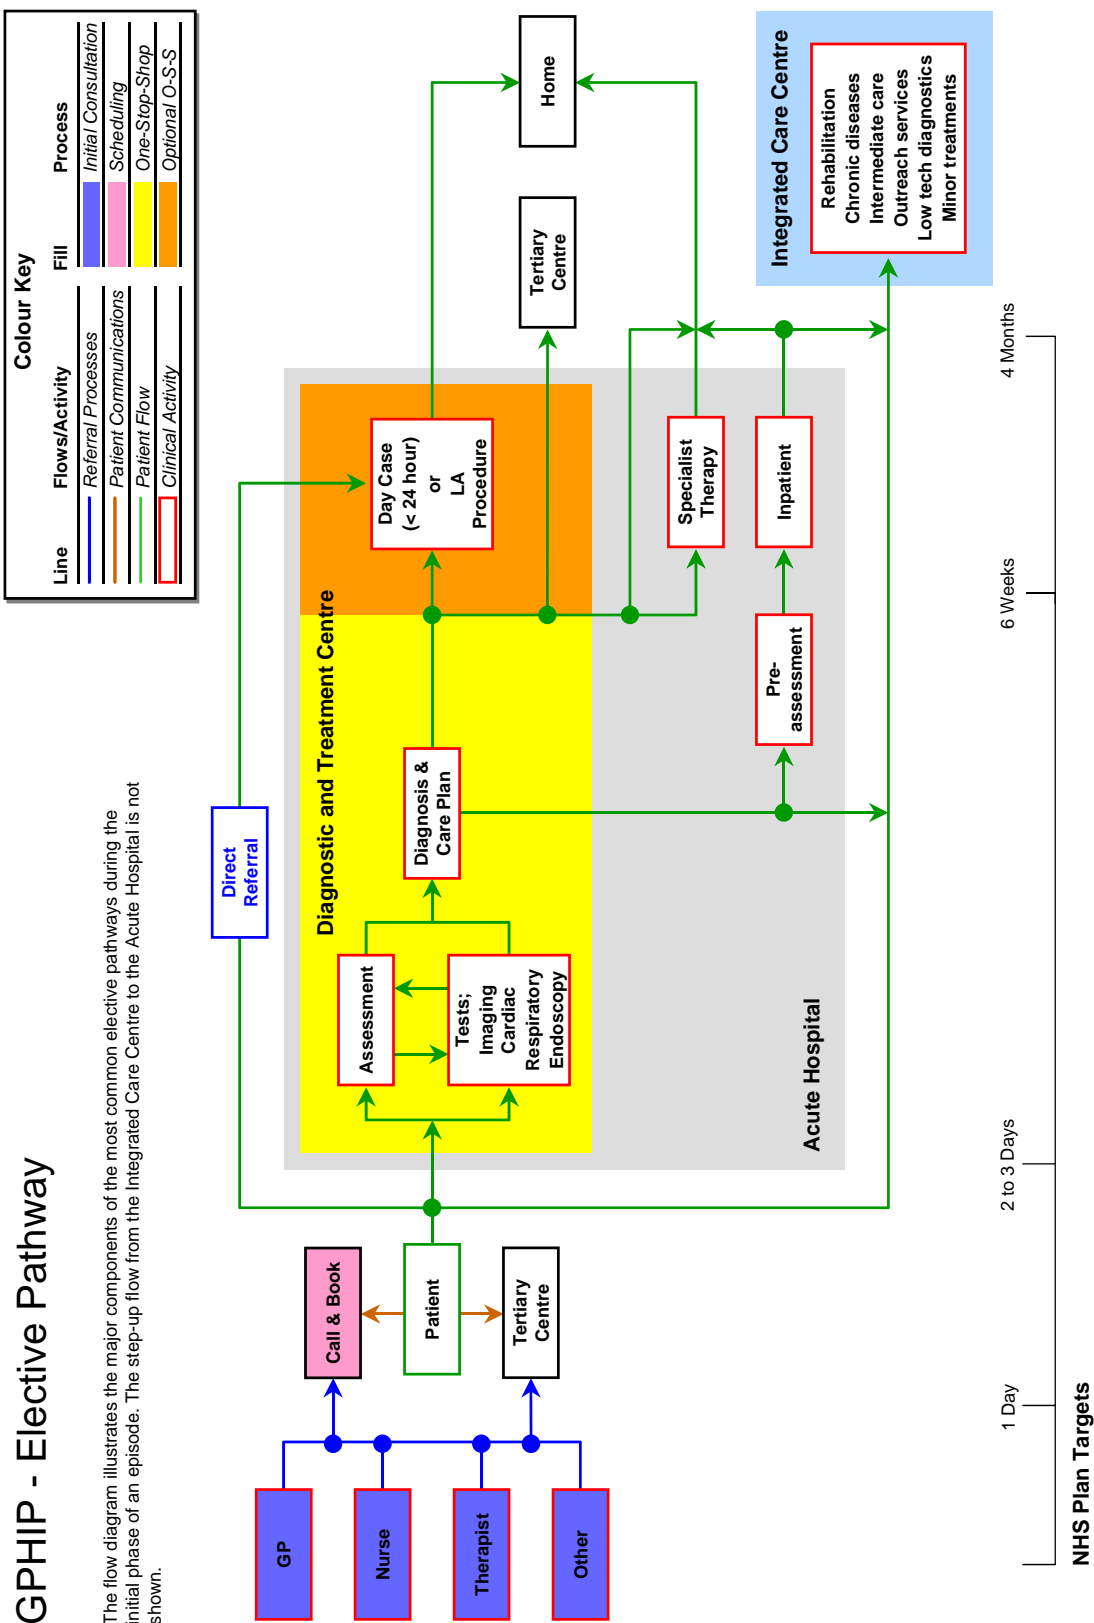 GPHIP - Elective Pathway
The flow diagram illustrates the major components of the most common elective pathways during the
initial phase of an episode. The step-up flow from the Integrated Care Centre to the Acute Hospital is not
shown.
Colour Key
Line Flows/Activity Fill Process
Referral Processes Initial Consultation
Patient Communications Scheduling
Patient Flow One-Stop-Shop
Clinical Activity Optional O-S-S
GP
Nurse
Therapist
Other
Call & Book
Patient
Tertiary
Centre
Direct
Referral
Diagnostic and Treatment Centre
Assessment
Tests;
Imaging
Cardiac
Respiratory
Endoscopy
Diagnosis &
Care Plan
Day Case
(< 24 hour)
or
LA
Procedure
Acute Hospital
Pre-
assessment
Specialist
Therapy
Inpatient
Tertiary
Centre
Home
Integrated Care Centre
Rehabilitation
Chronic diseases
Intermediate care
Outreach services
Low tech diagnostics
Minor treatments
1 Day
2 to 3 Days
6 Weeks
4 Months
NHS Plan Targets